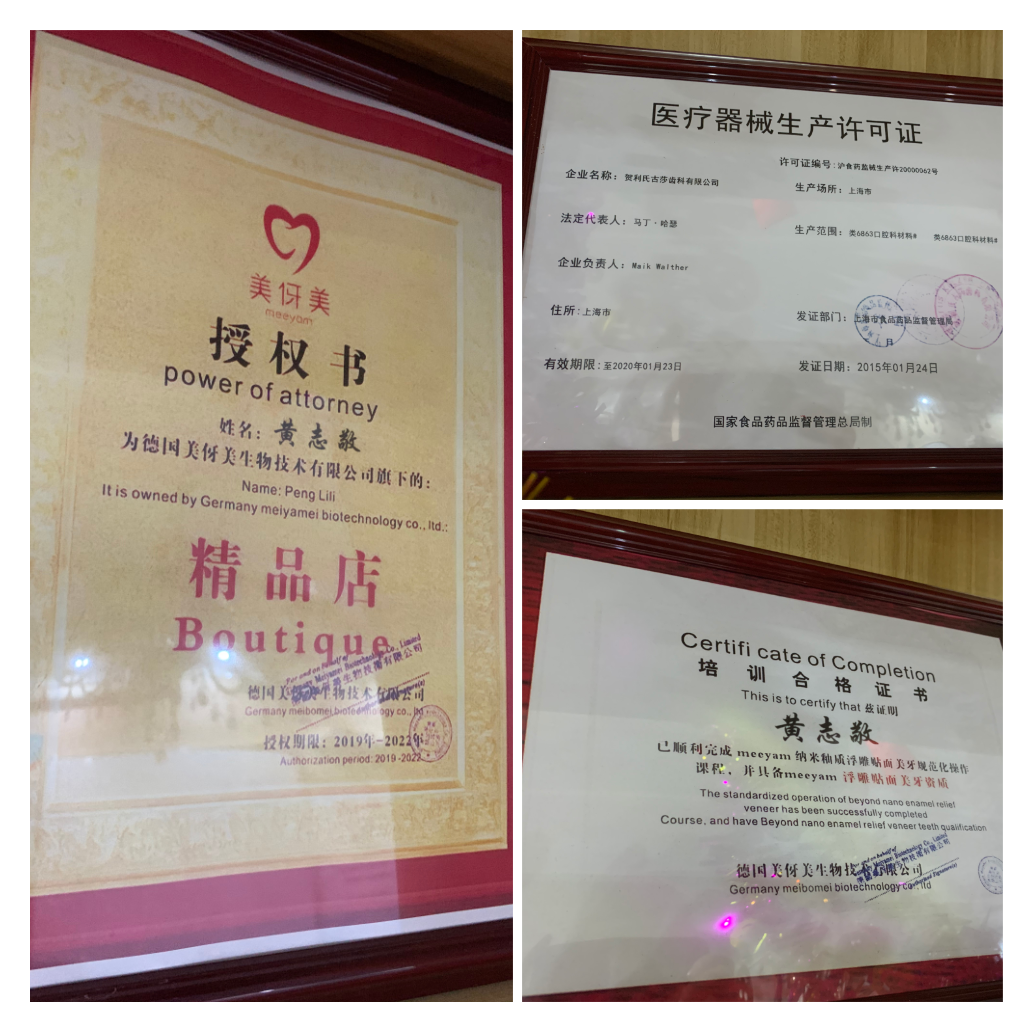 美伢美
meeyam
授权书
power of attorney
姓名：黄志敬
为德国美伢美生物技术有限公司旗下的：
Name: Peng Lili
It is owned by Germany meiyamei biotechnology co., ltd.:
精品店
Boutique
For and on behalf of
德国美伢美生物技术有限公司
Germany meibomei biotechnology co., ltd
授权期限：2019年-2022年
Authorization period: 2019 -2022
医疗器械生产许可证
许可证编号：沪食药监械生产许20000062号
企业名称：贺利氏古莎齿科有限公司
生产场所：上海市
法定代表人：马丁·哈瑟
生产范围：类6863口腔科材料# 类6863口腔科材料#
企业负责人：Maik Walther
住所：上海市
发证部门：上海市食品药品监督管理局
有效期限：至2020年01月23日
发证日期：2015年01月24日
国家食品药品监督管理总局制
Certifi cate of Completion
培训合格证书
This is to certify that 兹证明
黄志敬
已顺利完成 meeyam 纳米釉质浮雕贴面美牙规范化操作
课程，并具备meeyam 浮雕贴面美牙资质
The standardized operation of beyond nano enamel relief
veneer has been successfully completed
Course, and have Beyond nano enamel relief veneer teeth qualification
For and on behalf of
德国美伢美生物技术有限公司
Germany meibomei biotechnology co., ltd